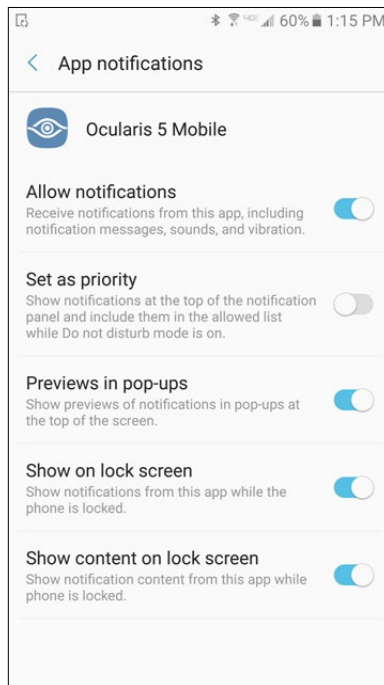 60% 1:15 PM
App notifications
Ocularis 5 Mobile
Allow notifications
Receive notifications from this app, including
notification messages, sounds, and vibration.
Set as priority
Show notifications at the top of the notification
panel and include them in the allowed list
while Do not disturb mode is on.
Previews in pop-ups
Show previews of notifications in pop-ups at
the top of the screen.
Show on lock screen
Show notifications from this app while the
phone is locked.
Show content on lock screen
Show notification content from this app while
phone is locked.